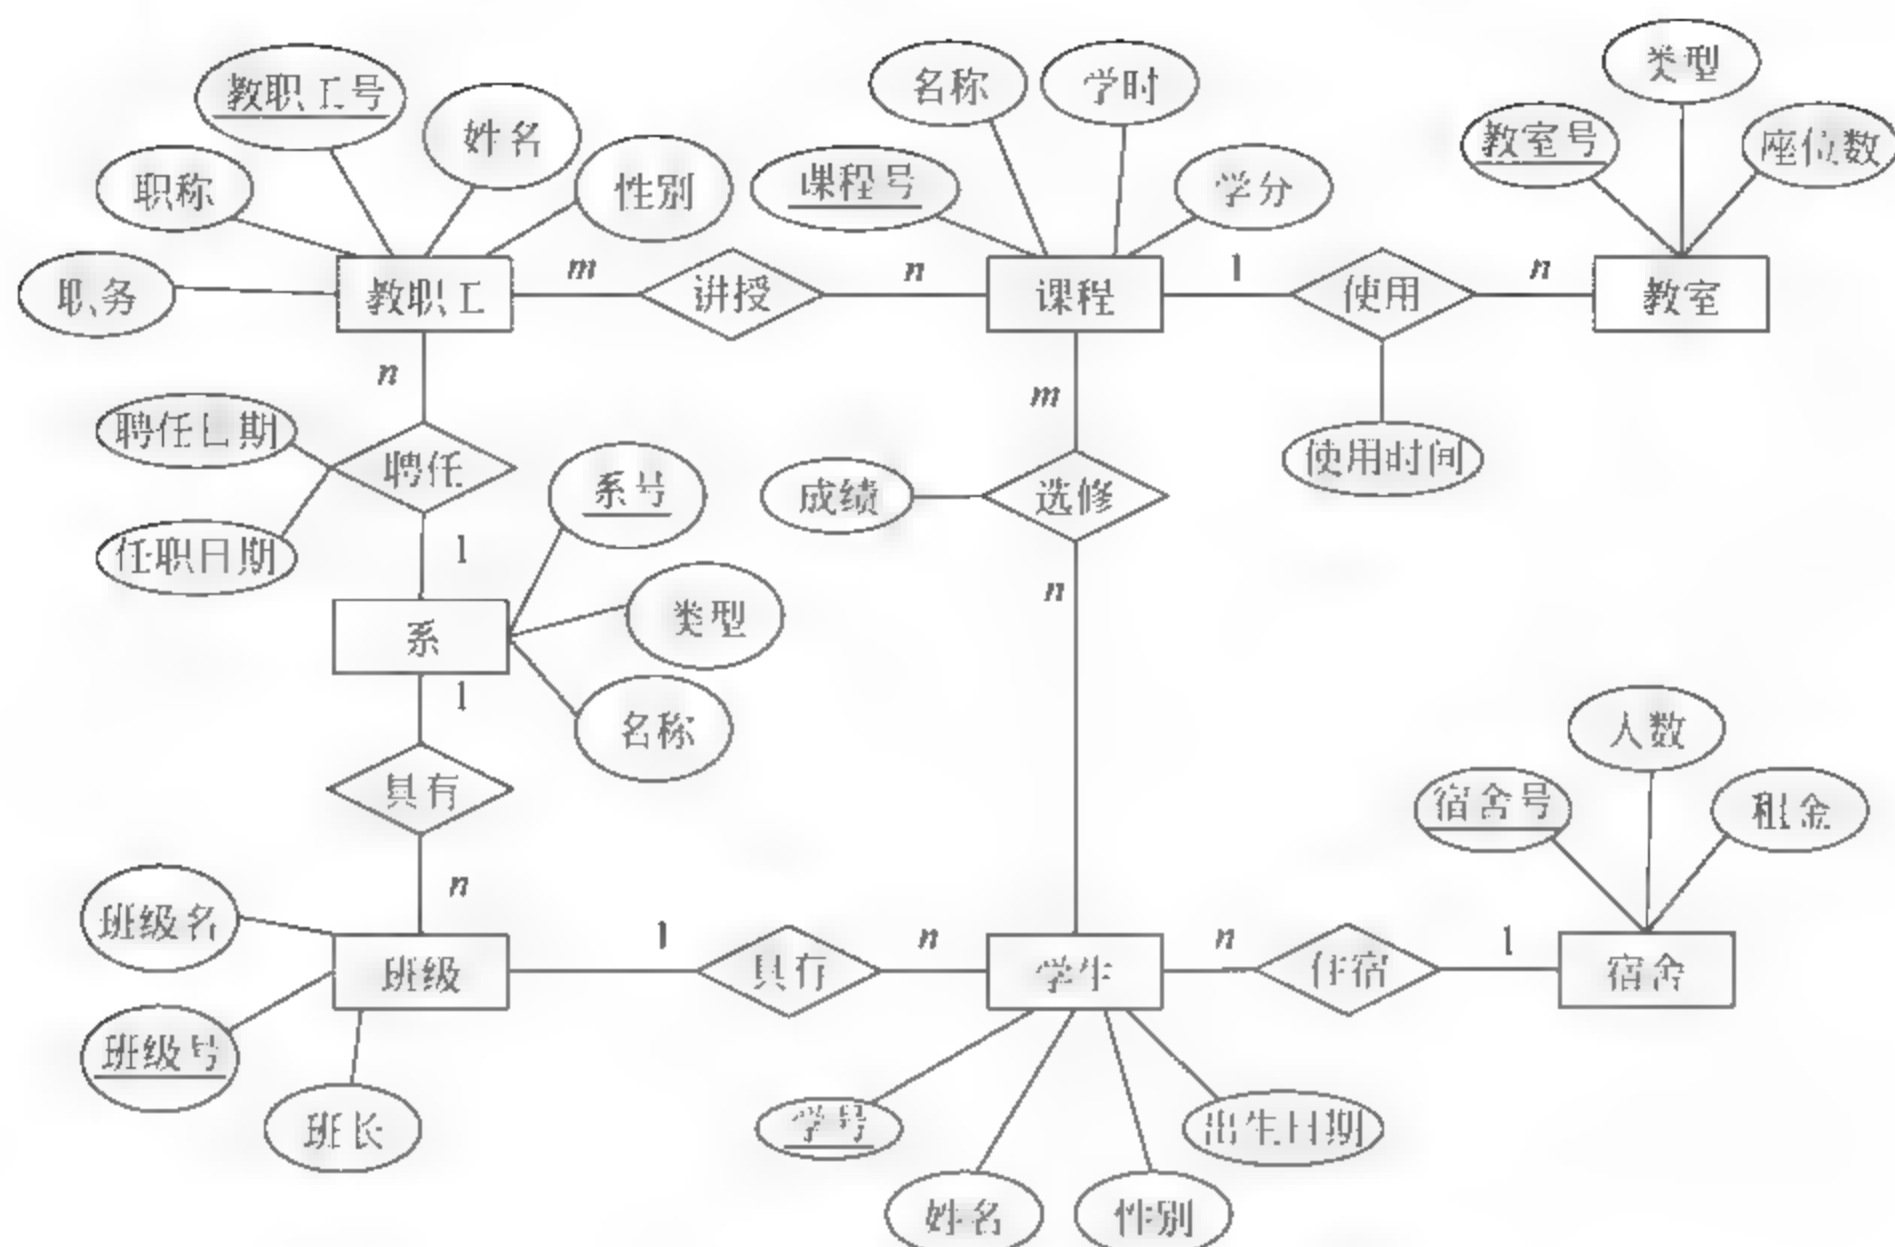 类型
教职工号
名称
学时
姓名
教室号
座位数
职称
性别
课程号
学分
职务
教职工
m
讲授
n
课程
1
使用
n
教室
n
m
聘任日期
聘任
系号
成绩
选修
使用时间
任职日期
1
n
类型
系
1
名称
人数
具有
宿舍号
租金
n
班级名
1
n
n
1
班级
具有
学生
住宿
宿舍
班级号
班长
学号
出生日期
姓名
性别